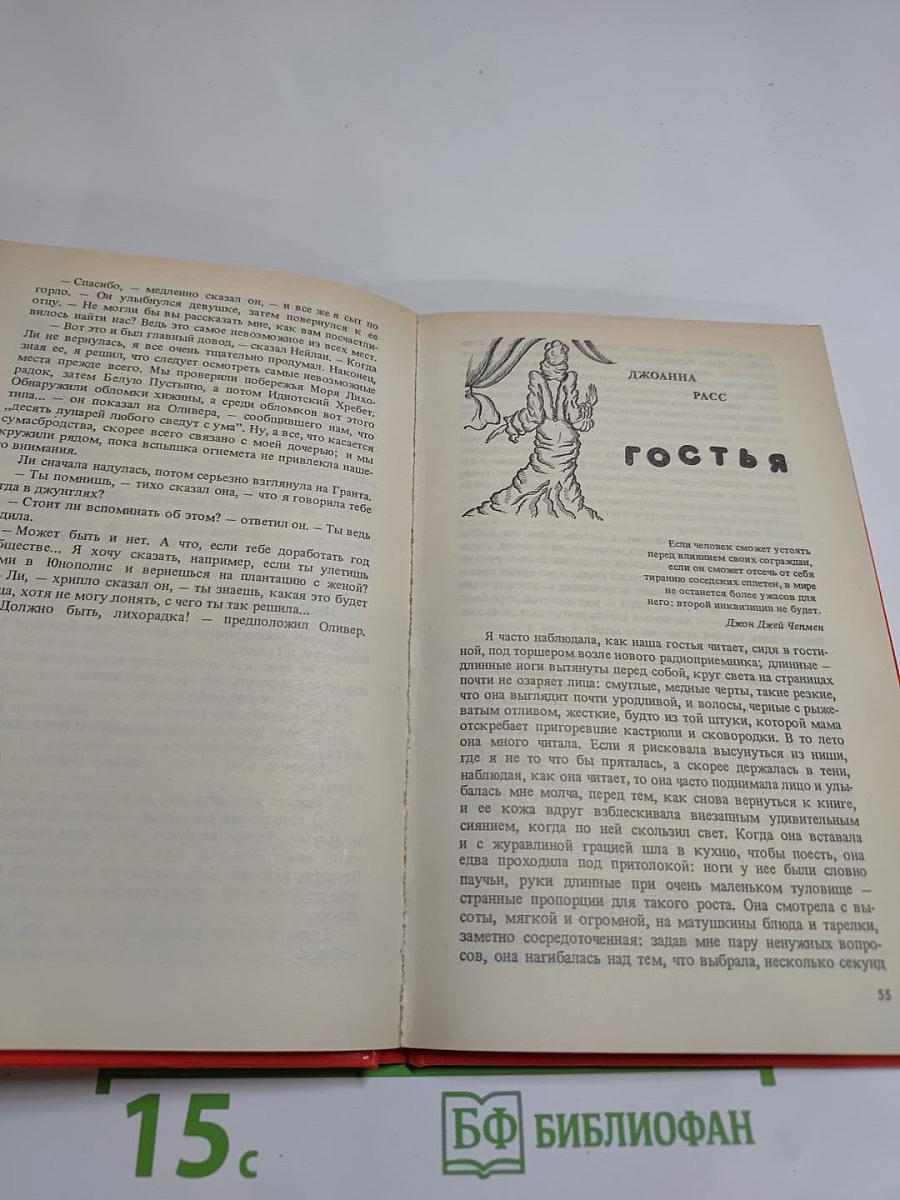 — Спасибо, — медленно сказал он, — и все же я сыт по
горло. — Он улыбнулся девушке, затем повернулся к ее
отцу. — Не могли бы вы рассказать мне, как вам посчастли-
вилось найти нас? Ведь это самое невозможное из всех мест.
— Вот это и был главный довод, — сказал Нейлан. — Когда
Ли не вернулась, я все очень тщательно продумал. Наконец,
зная ее, я решил, что следует осмотреть самые невозможные
места прежде всего. Мы проверили побережья Моря Лихо-
радок, затем Белую Пустыню, а потом Идиотский Хребет.
Обнаружили обломки хижины, а среди обломков вот этого
типа... — он показал на Оливера, — сообщившего нам, что
„десять лунарей любого сведут с ума”. Ну, а все, что касается
сумасбродства, скорее всего связано с моей дочерью; и мы
кружили рядом, пока вспышка огнемета не привлекла наше-
го внимания.
Ли сначала надулась, потом серьезно взглянула на Гранта.
— Ты помнишь, — тихо сказал она, — что я говорила тебе
гда в джунглях?
— Стоит ли вспоминать об этом? — ответил он. — Ты ведь
дила.
— Может быть и нет. А что, если тебе доработать год
бществе... Я хочу сказать, например, если ты улетишь
ми в Юнополис и вернешься на плантацию с женой?
Ли, — хрипло сказал он, — ты знаешь, какая это будет
ца, хотя не могу лонять, с чего ты так решила...
Должно быть, лихорадка! — предположил Оливер.
ДЖОАННА
РАСС
ГОСТЬЯ
Если человек сможет устоять
перед влиянием своих сограждан,
если он сможет отсечь от себя
тиранию соседских сплетен, в мире
не останется более ужасов для
него: второй инквизиции не будет.
Джон Джей Чепмен
Я часто наблюдала, как наша гостья читает, сидя в гости-
ной, под торшером возле нового радиоприемника; длинные —
длинные ноги вытянуты перед собой, круг света на страницах
почти не озаряет лица: смуглые, медные черты, такие резкие,
что она выглядит почти уродливой, и волосы, черные с рыже-
ватым отливом, жесткие, будто из той штуки, которой мама
отскребает пригоревшие кастрюли и сковородки. В то лето
она много читала. Если я рисковала высунуться из ниши,
где я не то что бы пряталась, а скорее держалась в тени,
наблюдая, как она читает, то она часто поднимала лицо и улы-
балась мне молча, перед тем, как снова вернуться к книге,
и ее кожа вдруг взблескивала внезапным удивительным
сиянием, когда по ней скользил свет. Когда она вставала
и с журавлиной грацией шла в кухню, чтобы поесть, она
едва проходила под притолокой: ноги у нее были словно
паучьи, руки длинные при очень маленьком туловище —
странные пропорции для такого роста. Она смотрела с вы-
соты, мягкой и огромной, на матушкины блюда и тарелки,
заметно сосредоточенная: задав мне пару ненужных вопро-
сов, она нагибалась над тем, что выбрала, несколько секунд
55
15 с
БФ БИБЛИОФАН